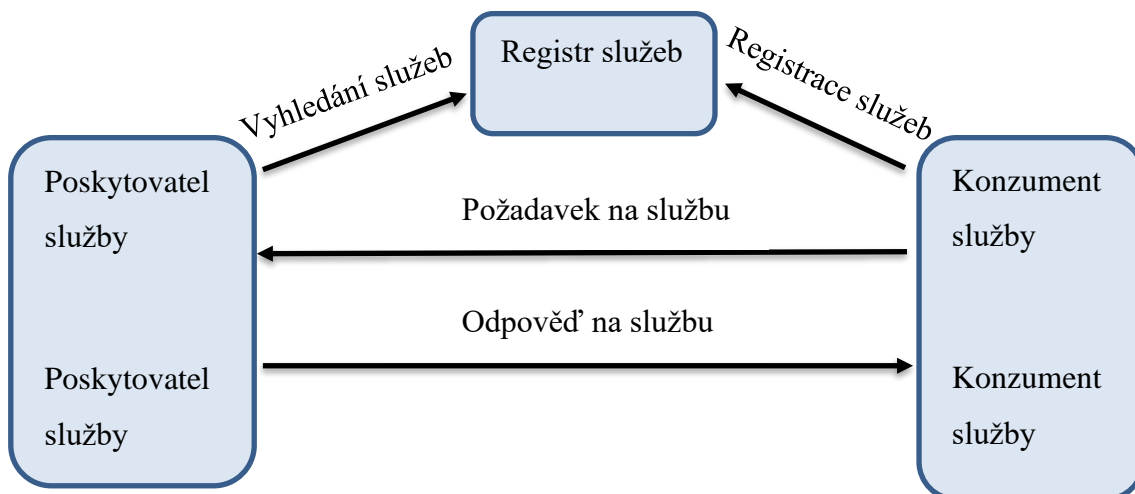 Registr služeb
Vyhledání služeb
Registrace služeb
Poskytovatel
služby
Požadavek na službu
Konzument
služby
Odpověď na službu
Poskytovatel
služby
Konzument
služby